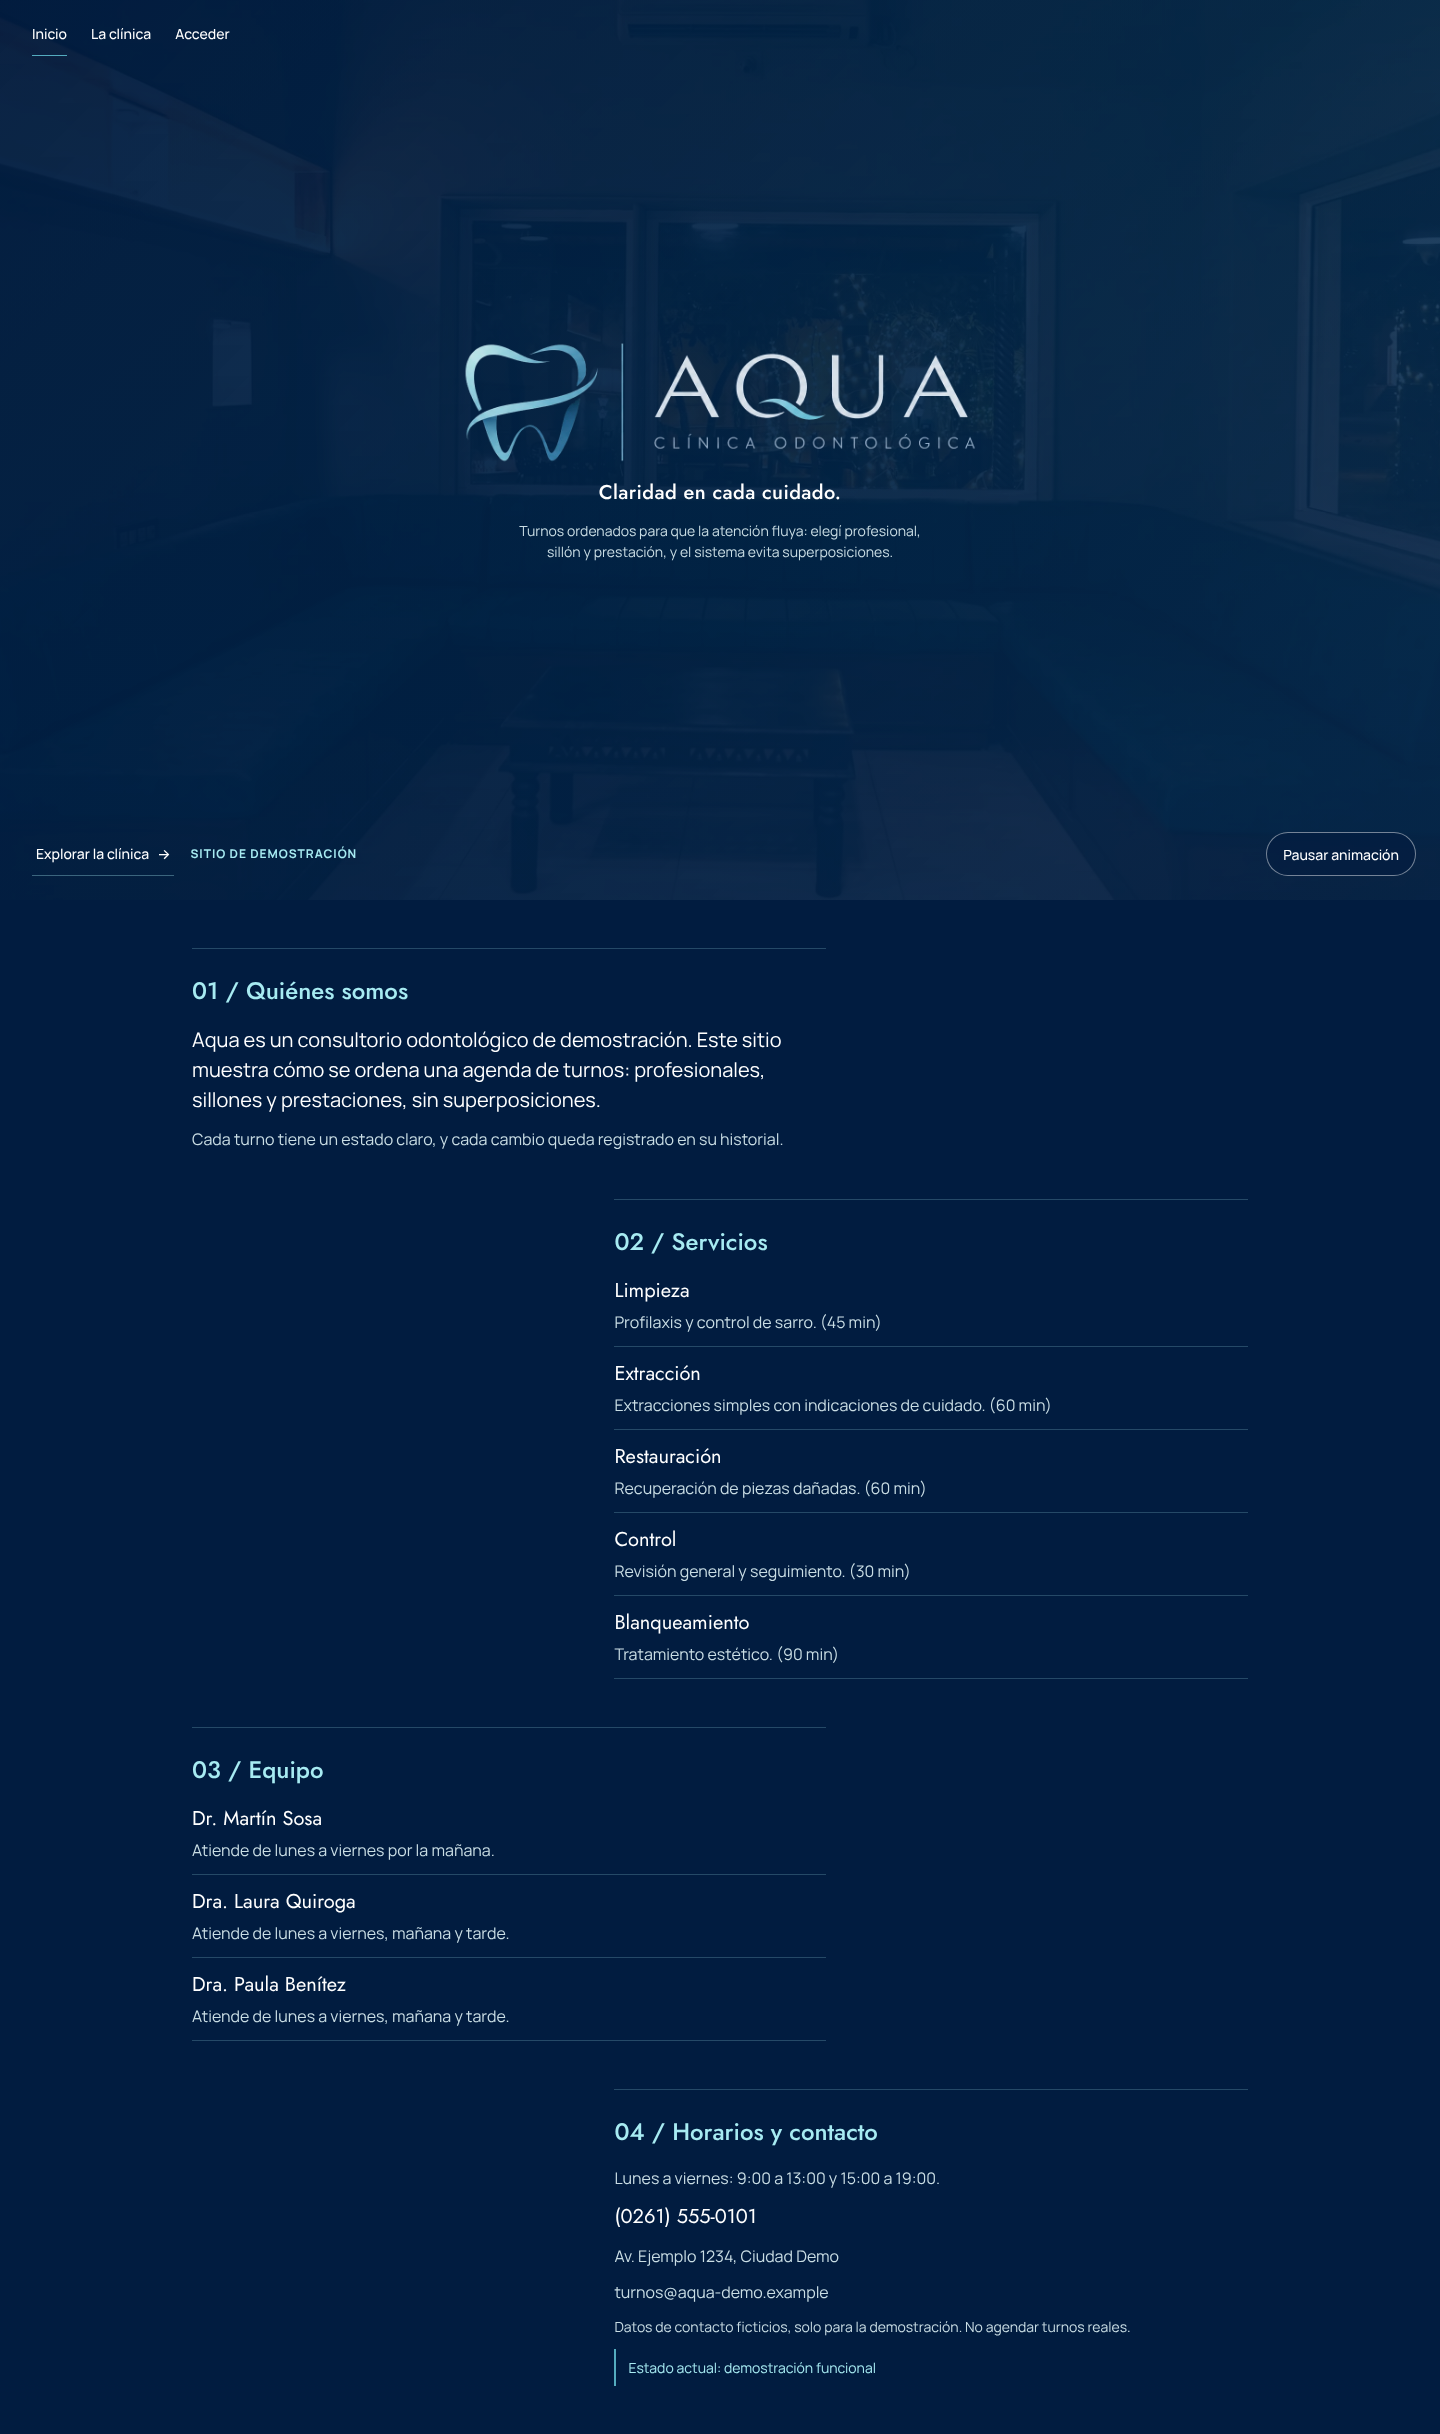 Inicio La clínica Acceder
AQUA
CLÍNICA ODONTOLÓGICA
Claridad en cada cuidado.
Turnos ordenados para que la atención fluya: elegí profesional,
sillón y prestación, y el sistema evita superposiciones.
Explorar la clínica → SITIO DE DEMOSTRACIÓN Pausar animación
01 / Quiénes somos
Aqua es un consultorio odontológico de demostración. Este sitio
muestra cómo se ordena una agenda de turnos: profesionales,
sillones y prestaciones, sin superposiciones.
Cada turno tiene un estado claro, y cada cambio queda registrado en su historial.
02 / Servicios
Limpieza
Profilaxis y control de sarro. (45 min)
Extracción
Extracciones simples con indicaciones de cuidado. (60 min)
Restauración
Recuperación de piezas dañadas. (60 min)
Control
Revisión general y seguimiento. (30 min)
Blanqueamiento
Tratamiento estético. (90 min)
03 / Equipo
Dr. Martín Sosa
Atiende de lunes a viernes por la mañana.
Dra. Laura Quiroga
Atiende de lunes a viernes, mañana y tarde.
Dra. Paula Benítez
Atiende de lunes a viernes, mañana y tarde.
04 / Horarios y contacto
Lunes a viernes: 9:00 a 13:00 y 15:00 a 19:00.
(0261) 555-0101
Av. Ejemplo 1234, Ciudad Demo
turnos@aqua-demo.example
Datos de contacto ficticios, solo para la demostración. No agendar turnos reales.
Estado actual: demostración funcional